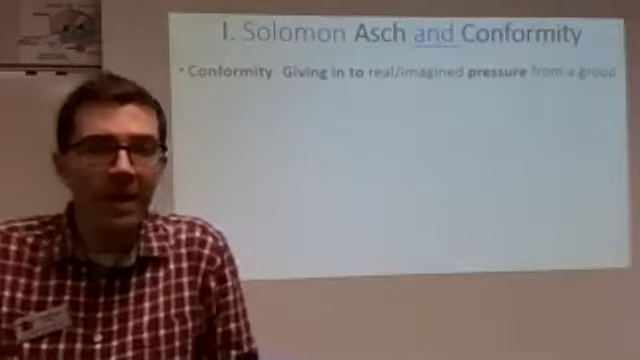 I. Solomon Asch and Conformity
• Conformity Giving in to real/imagined pressure from a group